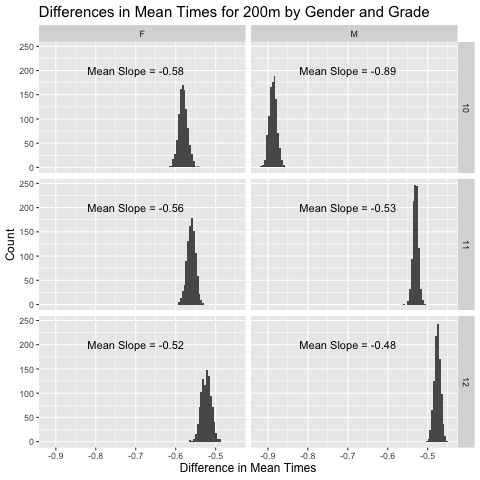 Differences in Mean Times for 200m by Gender and Grade
F
M
250
200
150
100
50
0
Mean Slope = -0.58
Mean Slope = -0.89
10
250
200
150
100
50
0
Mean Slope = -0.56
Mean Slope = -0.53
11
Count
250
200
150
100
50
0
Mean Slope = -0.52
Mean Slope = -0.48
12
-0.9 -0.8 -0.7 -0.6 -0.5 -0.9 -0.8 -0.7 -0.6 -0.5
Difference in Mean Times